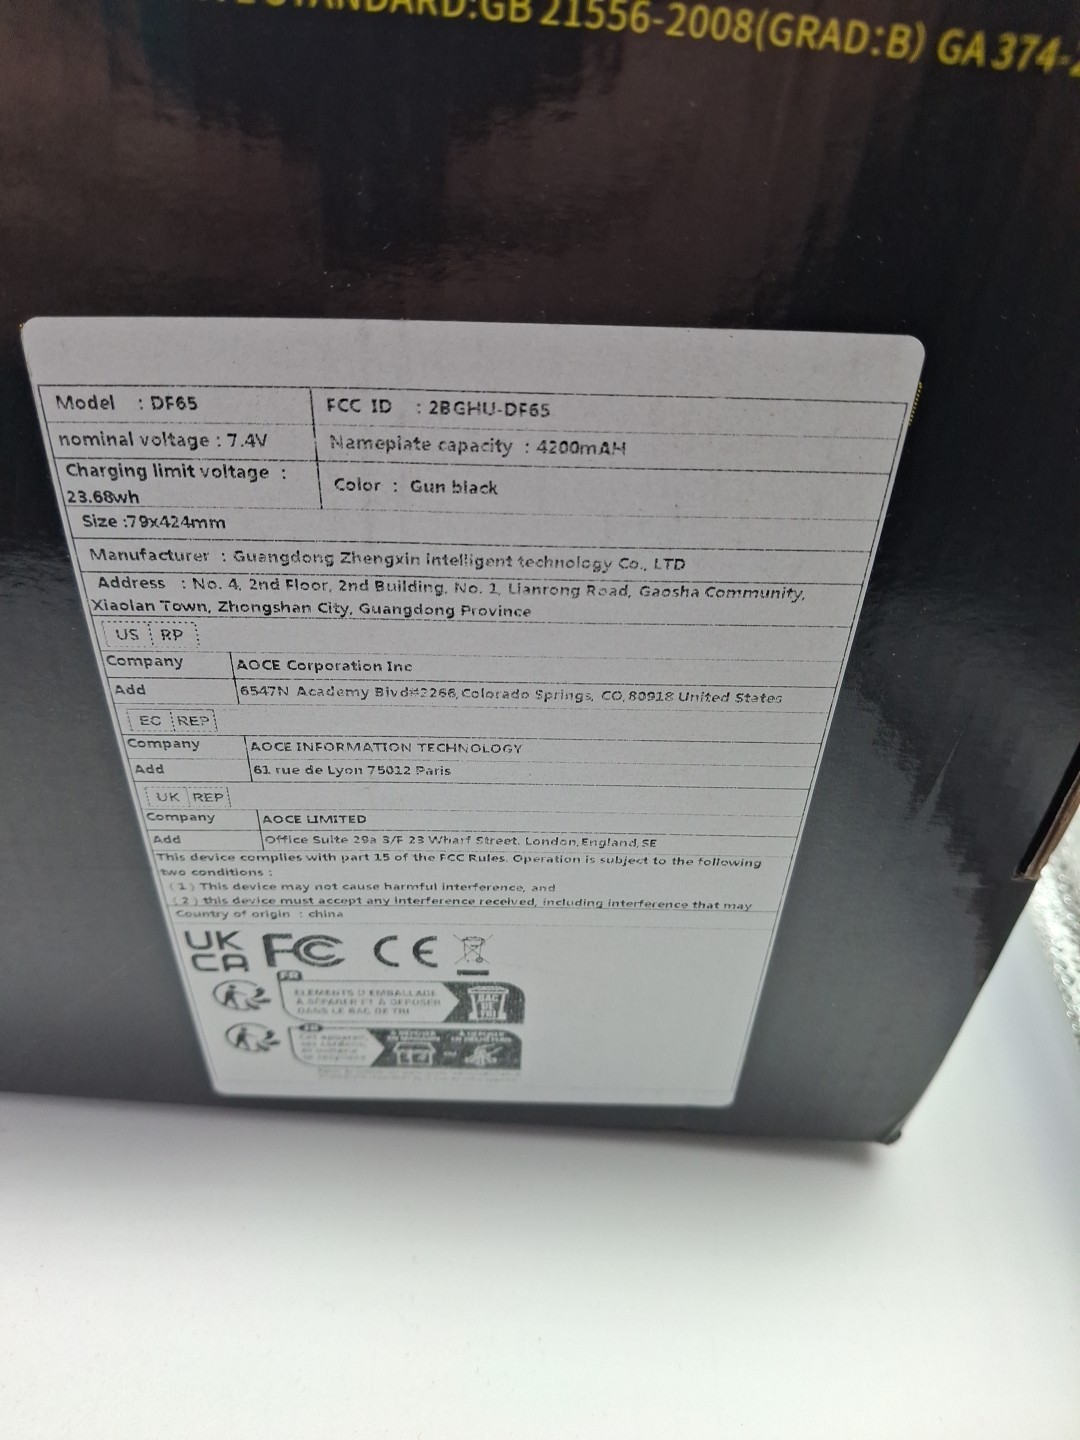 STANDARD:GB 21556-2008(GRAD:B) GA 374-
Model : DF65
FCC ID : 2BGHU-DF65
nominal voltage : 7.4V
Nameplate capacity : 4200mAH
Charging limit voltage :
23.68wh
Color : Gun black
Size :79x424mm
Manufacturer : Guangdong Zhengxin intelligent technology Co., LTD
Address : No. 4, 2nd Floor, 2nd Building, No. 1, Lianrong Road, Gaosha Community,
Xiaolan Town, Zhongshan City, Guangdong Province
US RP
Company AOCE Corporation Inc
Add 6547N Academy Blvd#2266, Colorado Springs, CO, 80918 United States
EC REP
Company AOCE INFORMATION TECHNOLOGY
Add 61 rue de Lyon 75012 Paris
UK REP
Company AOCE LIMITED
Add Office Suite 29a 3/F 23 Wharf Street, London, England, SE
This device complies with part 15 of the FCC Rules. Operation is subject to the following
two conditions :
( 1 ) This device may not cause harmful interference, and
( 2 ) this device must accept any interference received, including interference that may
Country of origin : china
UK
CA
FC
CE
FR
ÉLÉMENTS D'EMBALLAGE
À SÉPARER ET À DÉPOSER
DANS LE BAC DE TRI
BAC
DE
TRI
FR